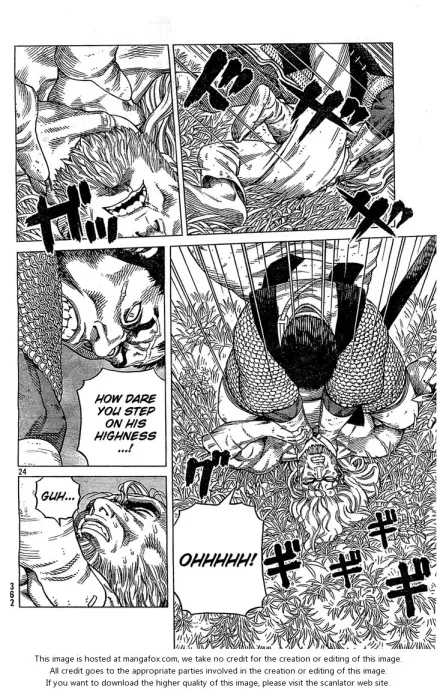 ドドド
ガッ
HOW DARE
YOU STEP
ON HIS
HIGHNESS
...!
24
GUH...
362
グ
OHHHHH!
ギ
ギ
ギ
This image is hosted at mangafox.com, we take no credit for the creation or editing of this image.
All credit goes to the appropriate parties involved in the creation or editing of this image.
If you want to download the higher quality of this image, please visit the scanlator web site.